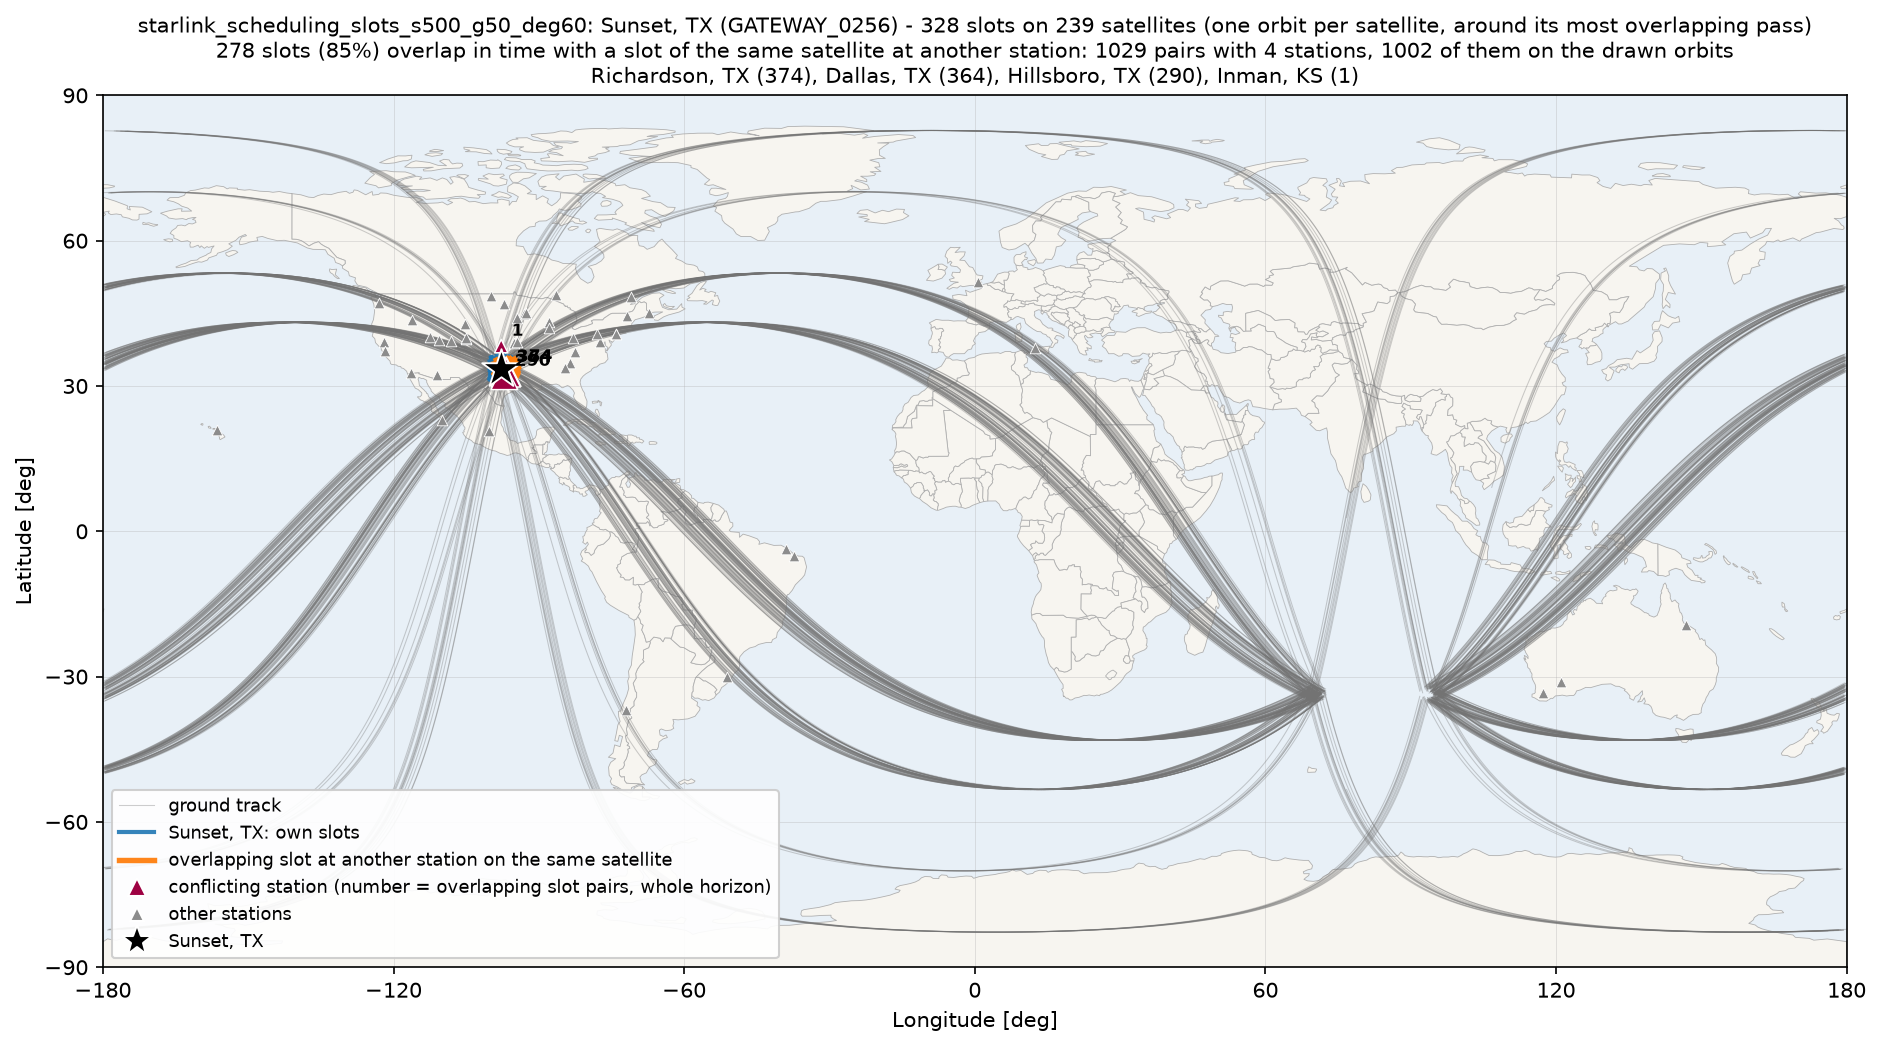 starlink_scheduling_slots_s500_g50_deg60: Sunset, TX (GATEWAY_0256) - 328 slots on 239 satellites (one orbit per satellite, around its most overlapping pass)
278 slots (85%) overlap in time with a slot of the same satellite at another station: 1029 pairs with 4 stations, 1002 of them on the drawn orbits
Richardson, TX (374), Dallas, TX (364), Hillsboro, TX (290), Inman, KS (1)
90
60
30
0
−30
−60
−90
Latitude [deg]
1
ground track
Sunset, TX: own slots
overlapping slot at another station on the same satellite
conflicting station (number = overlapping slot pairs, whole horizon)
other stations
Sunset, TX
−180
−120
−60
0
60
120
180
Longitude [deg]